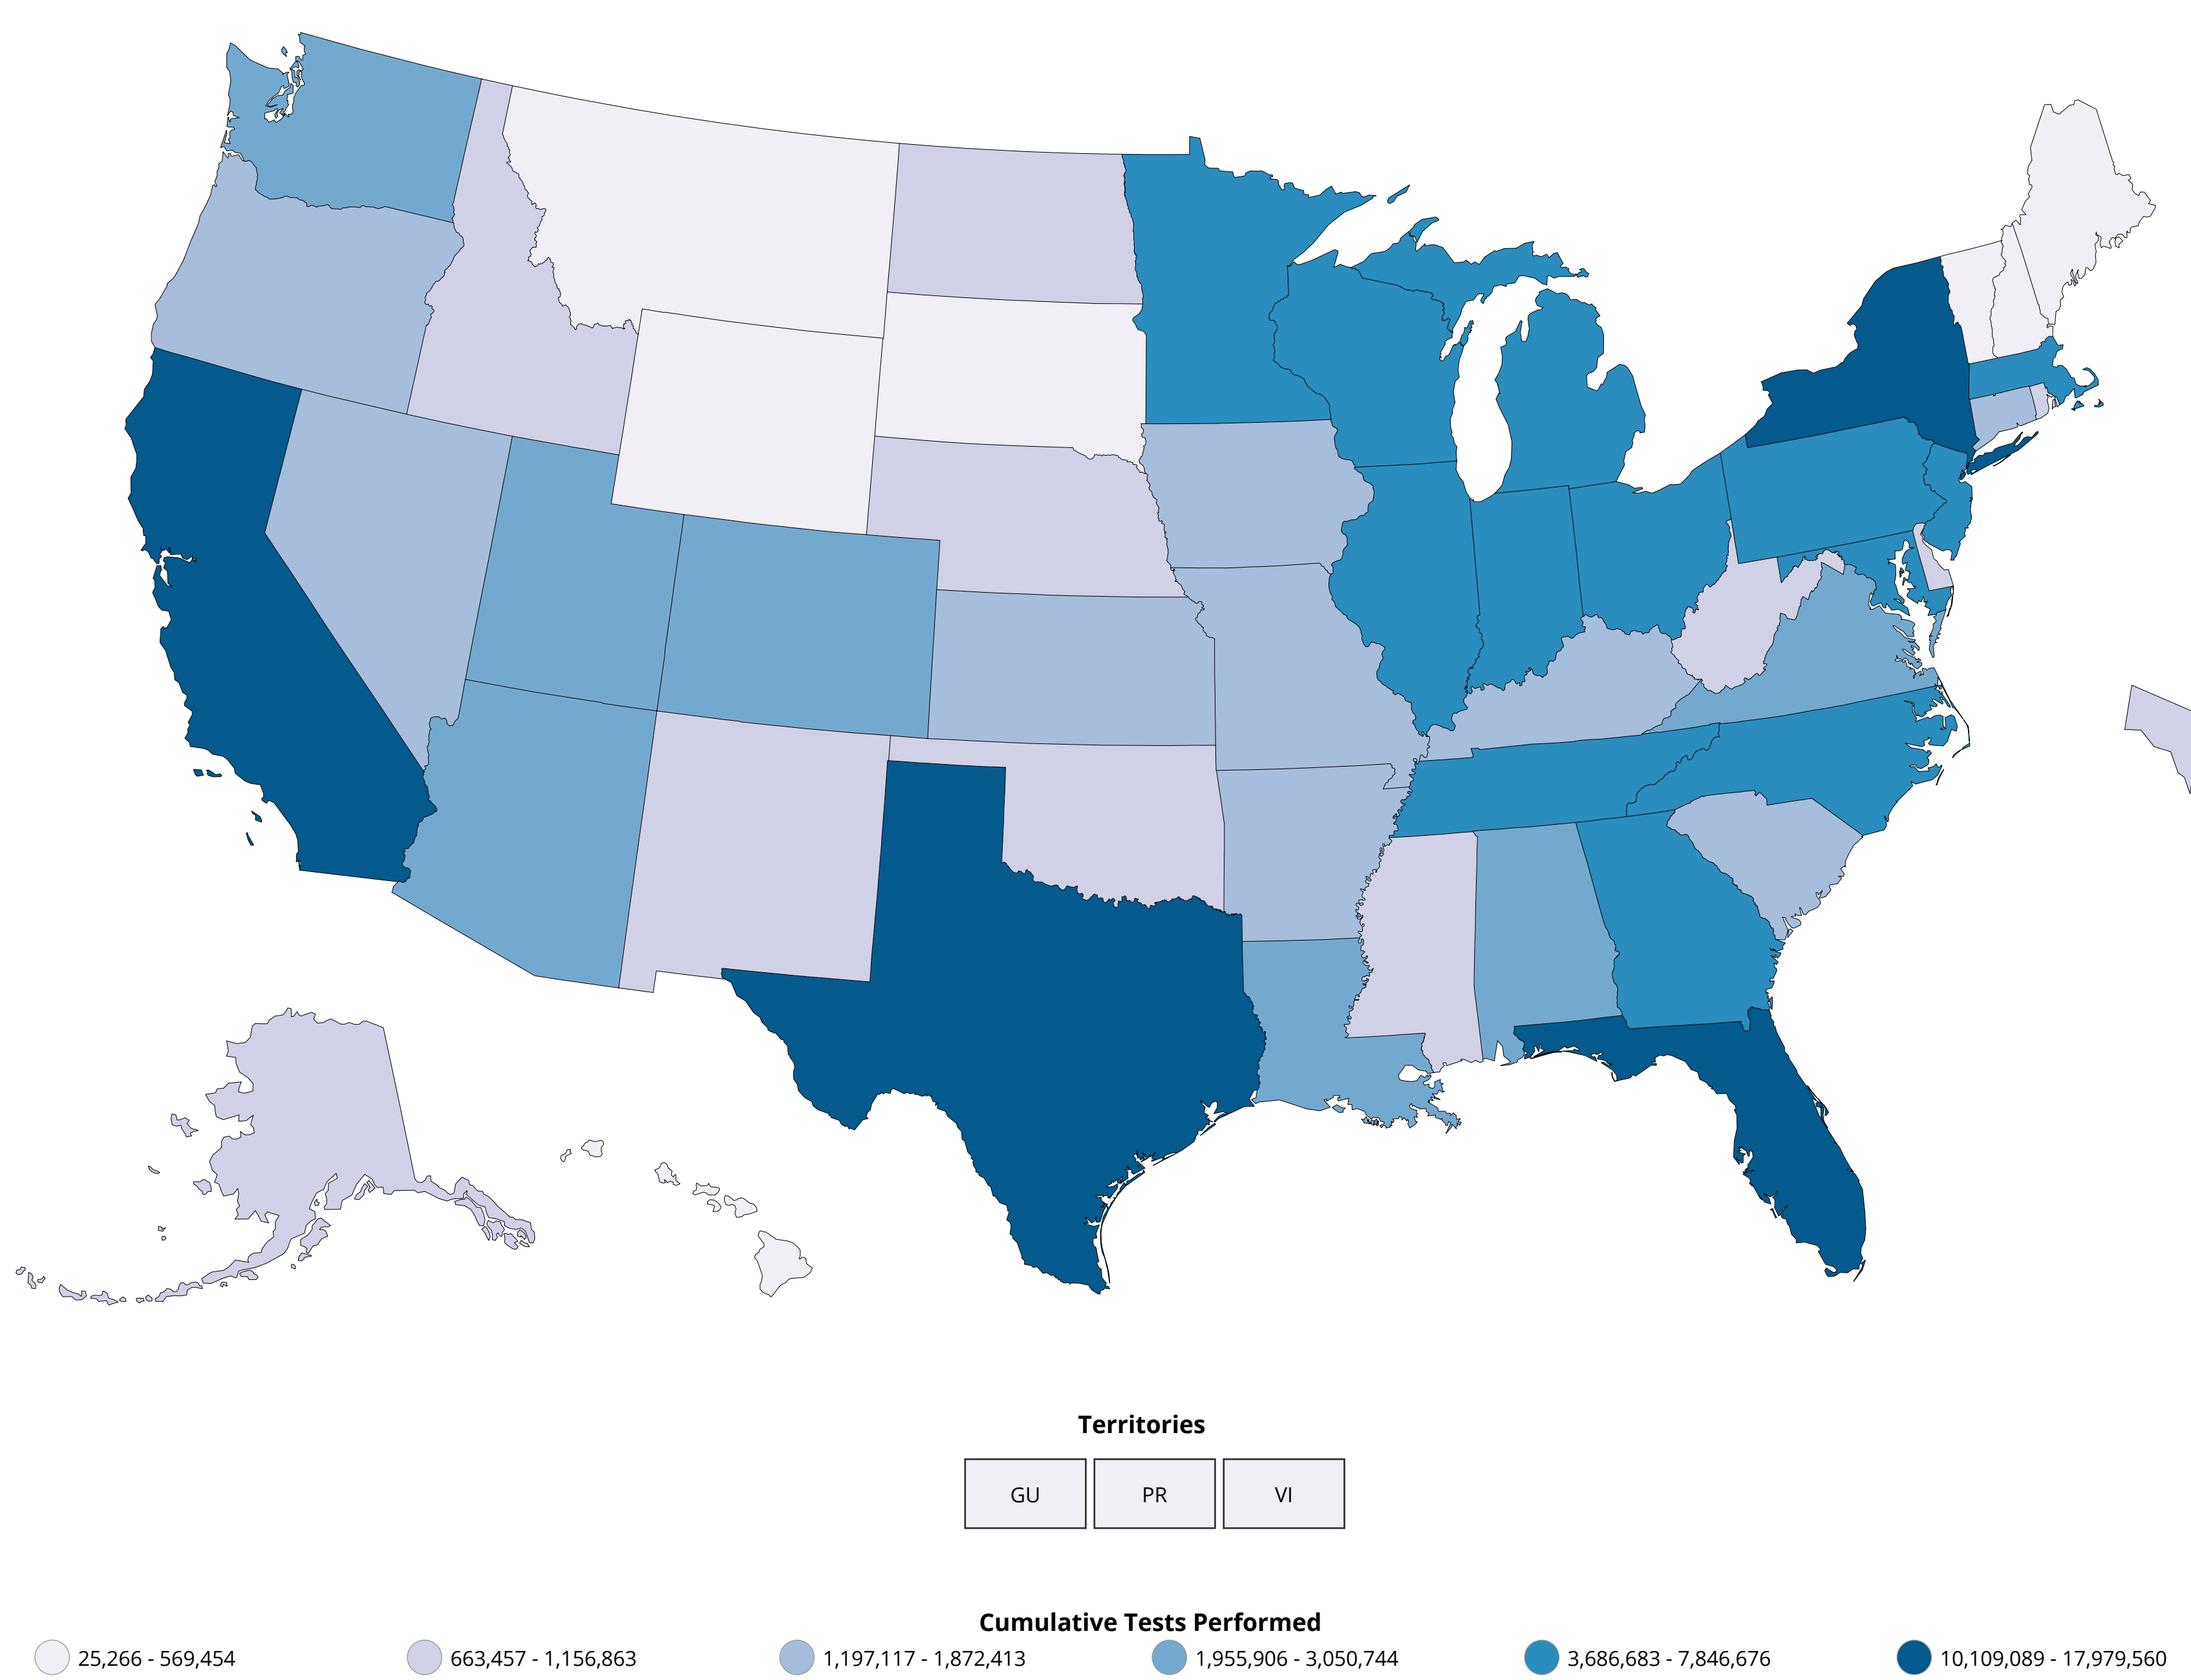 Territories
GU PR VI
Cumulative Tests Performed
25,266 - 569,454 663,457 - 1,156,863 1,197,117 - 1,872,413 1,955,906 - 3,050,744 3,686,683 - 7,846,676 10,109,089 - 17,979,560